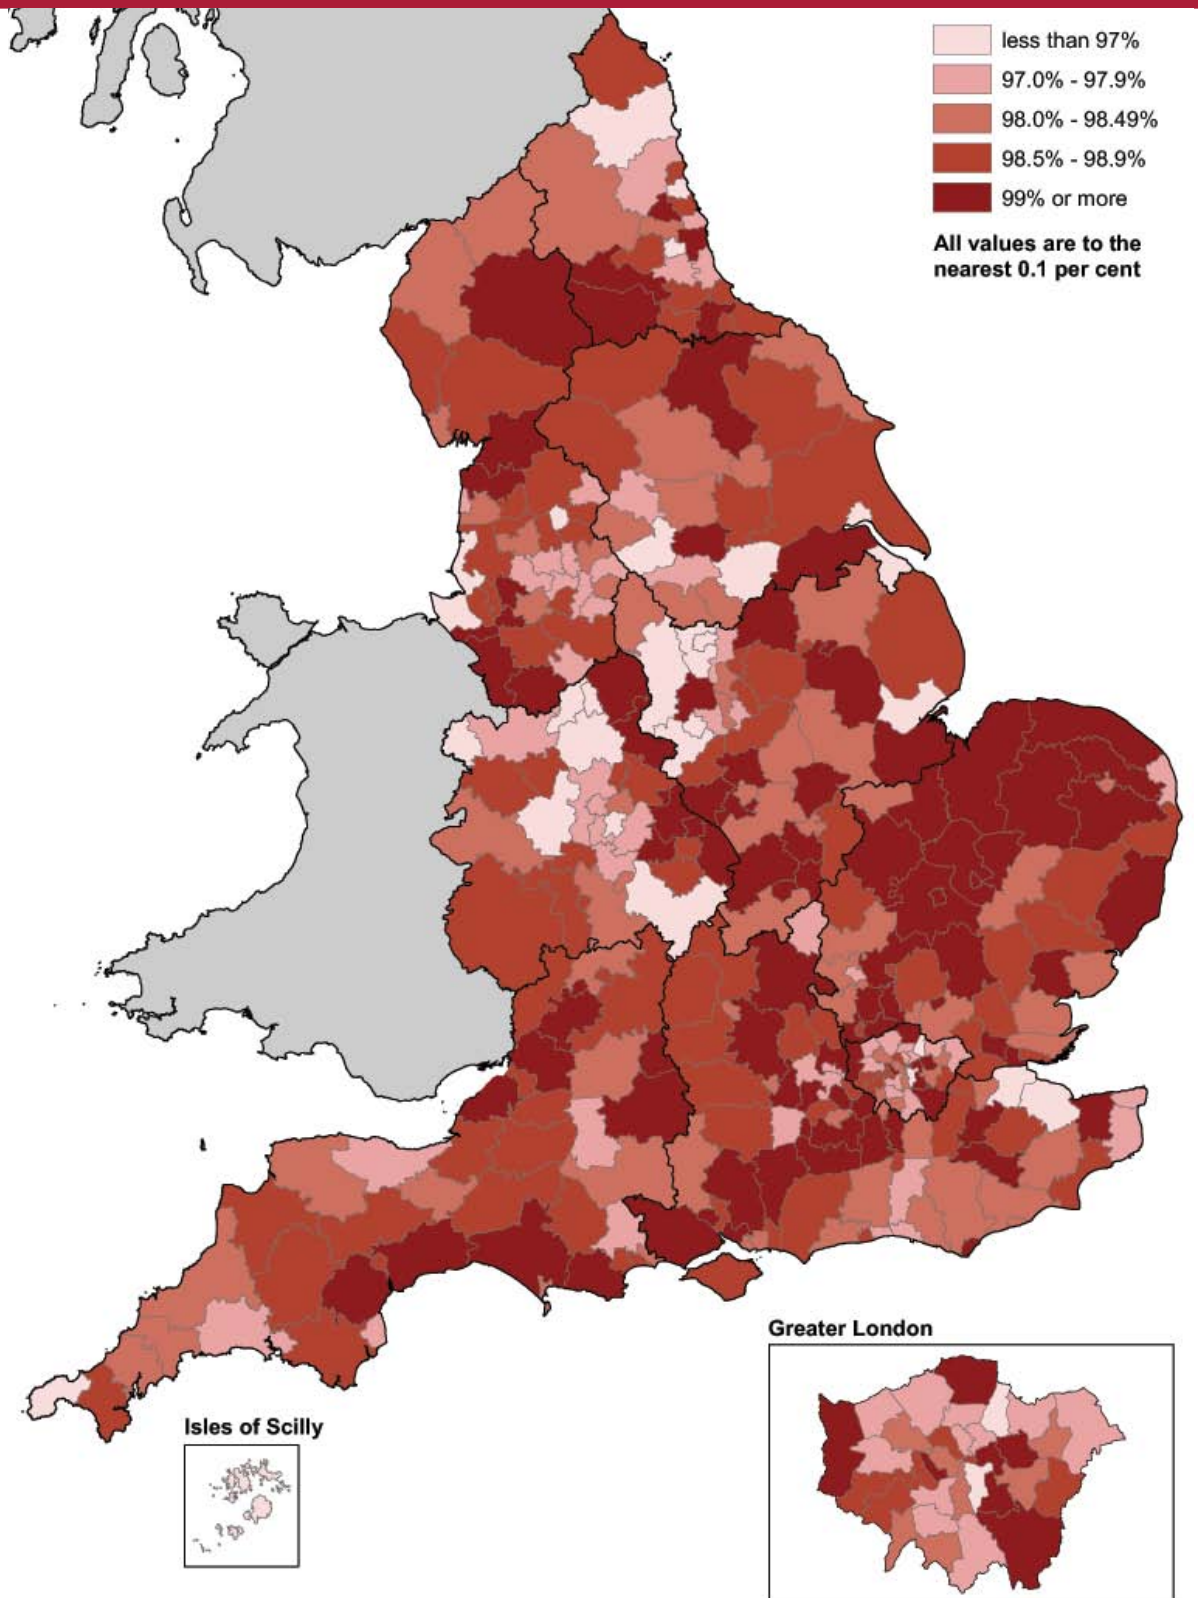 less than 97%
97.0% - 97.9%
98.0% - 98.49%
98.5% - 98.9%
99% or more
All values are to the
nearest 0.1 per cent
Greater London
Isles of Scilly